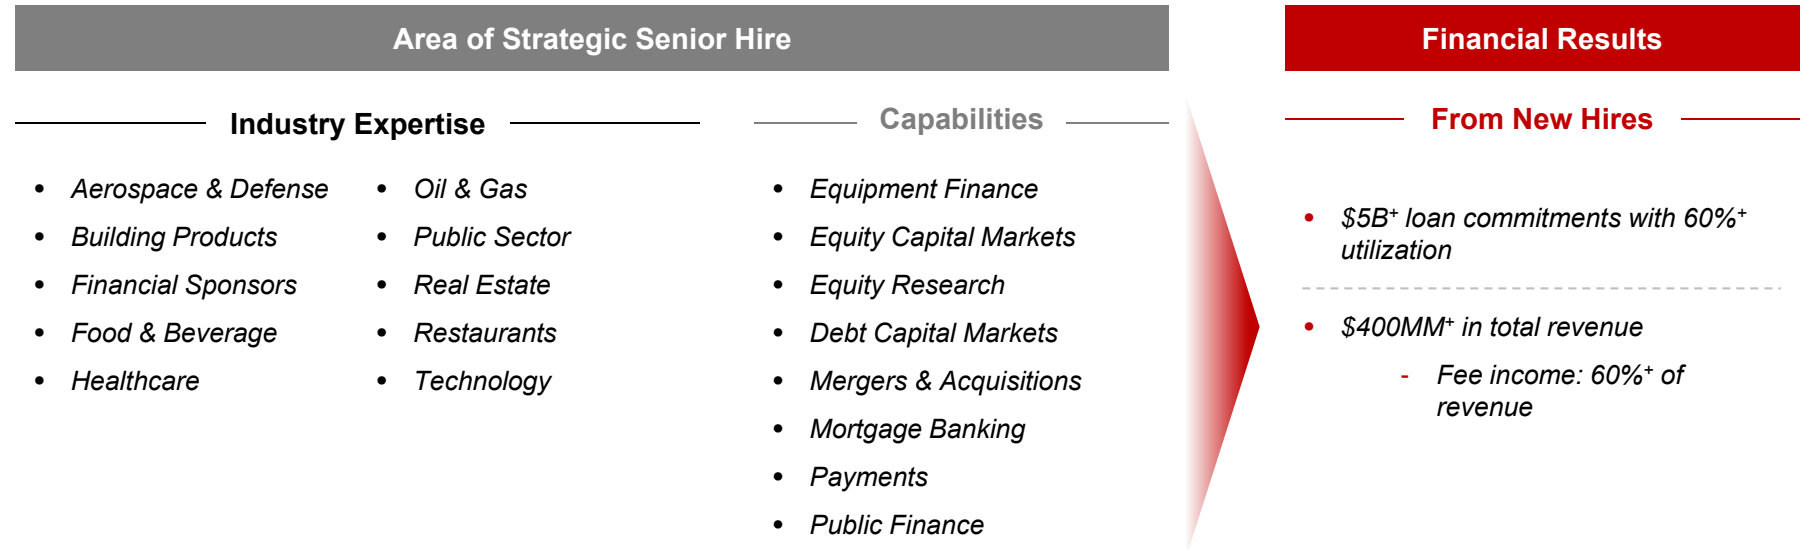 Area of Strategic Senior Hire
Industry Expertise
• Aerospace & Defense
• Building Products
• Financial Sponsors
• Food & Beverage
• Healthcare
• Oil & Gas
• Public Sector
• Real Estate
• Restaurants
• Technology
Capabilities
• Equipment Finance
• Equity Capital Markets
• Equity Research
• Debt Capital Markets
• Mergers & Acquisitions
• Mortgage Banking
• Payments
• Public Finance
Financial Results
From New Hires
• $5B⁺ loan commitments with 60%⁺
utilization
• $400MM⁺ in total revenue
- Fee income: 60%⁺ of
revenue